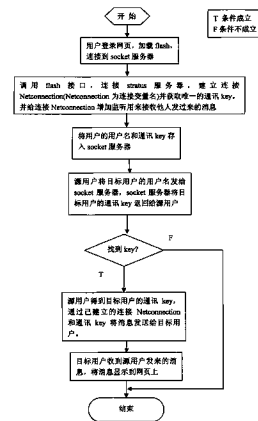 开 始
T 条件成立
F 条件不成立
用户登录网页，加载 flash，
连接到 socket 服务器
调用 flash 接口，连接 stratus 服务器，建立连接
Netconnection(NetConnection 为连接变量名)并获取唯一的通讯 key。
并给连接 Netconnection 增加监听用来接收他人发过来的消息
将用户的用户名和通讯 key 存
入 socket 服务器
源用户将目标用户的用户名发给
socket 服务器，socket 服务器将目
标用户的通讯 key 返回给源用户
找到 key?
F
T
源用户得到目标用户的通讯 key，
通过已建立的连接 Netconnection
和通讯 key 将消息发送给目标用
户。
目标用户收到源用户发来的消
息，将消息显示到网页上
结束